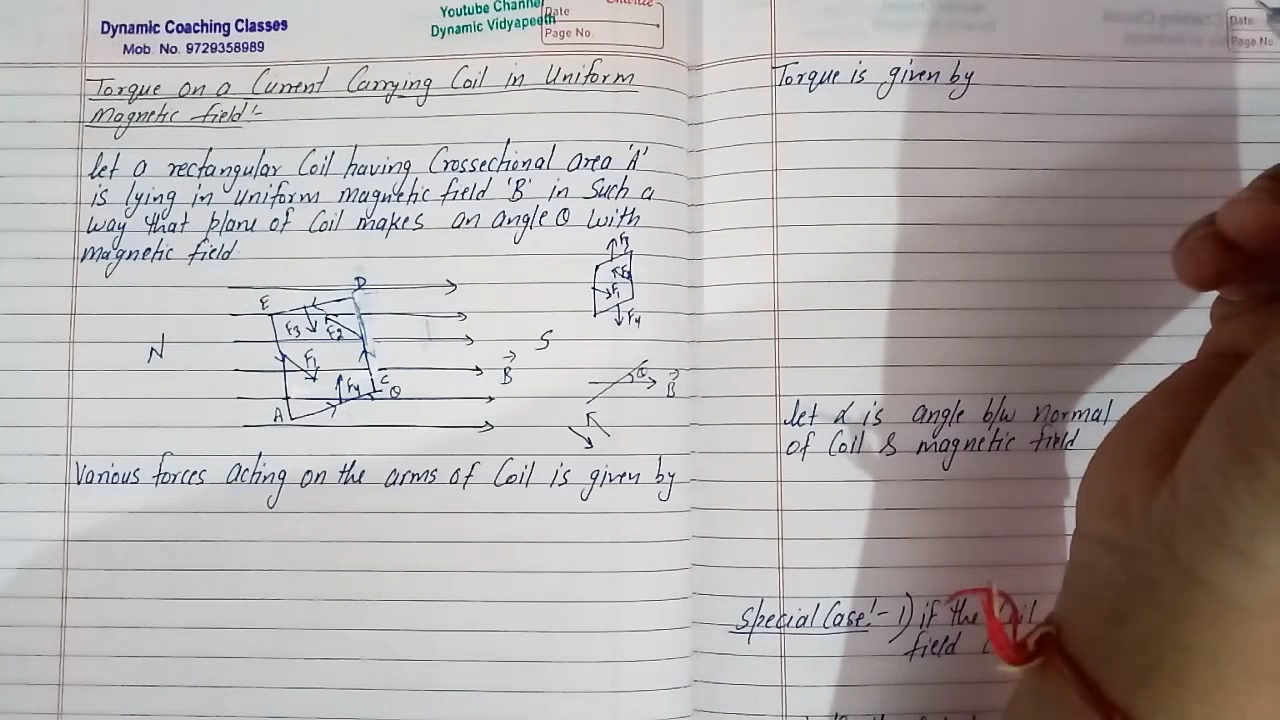 Dynamic Coaching Classes
Mob. No. 9729358989
Youtube Channel
Dynamic Vidyapeeth
Date
Page No.
Torque on a Current Carrying Coil in Uniform
Magnetic field:-
Let a rectangular Coil having Crossectional area 'A'
is lying in uniform magnetic field 'B' in Such a
way that plane of Coil makes an angle θ with
magnetic field
E
D
F3
F2
F1
F4
A
C
θ
N
S
B
F3
F1
F4
θ
B
Various forces acting on the arms of Coil is given by
Date
Page No.
Torque is given by
Let α is angle b/w normal
of Coil & magnetic field
Special Case:- 1) if the Coil
field